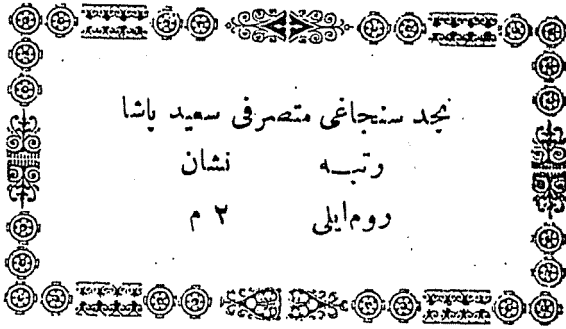 نجد سنجاغی متصرفی سعید پاشا
رتبه نشان
روم‌ایلی ۲ م